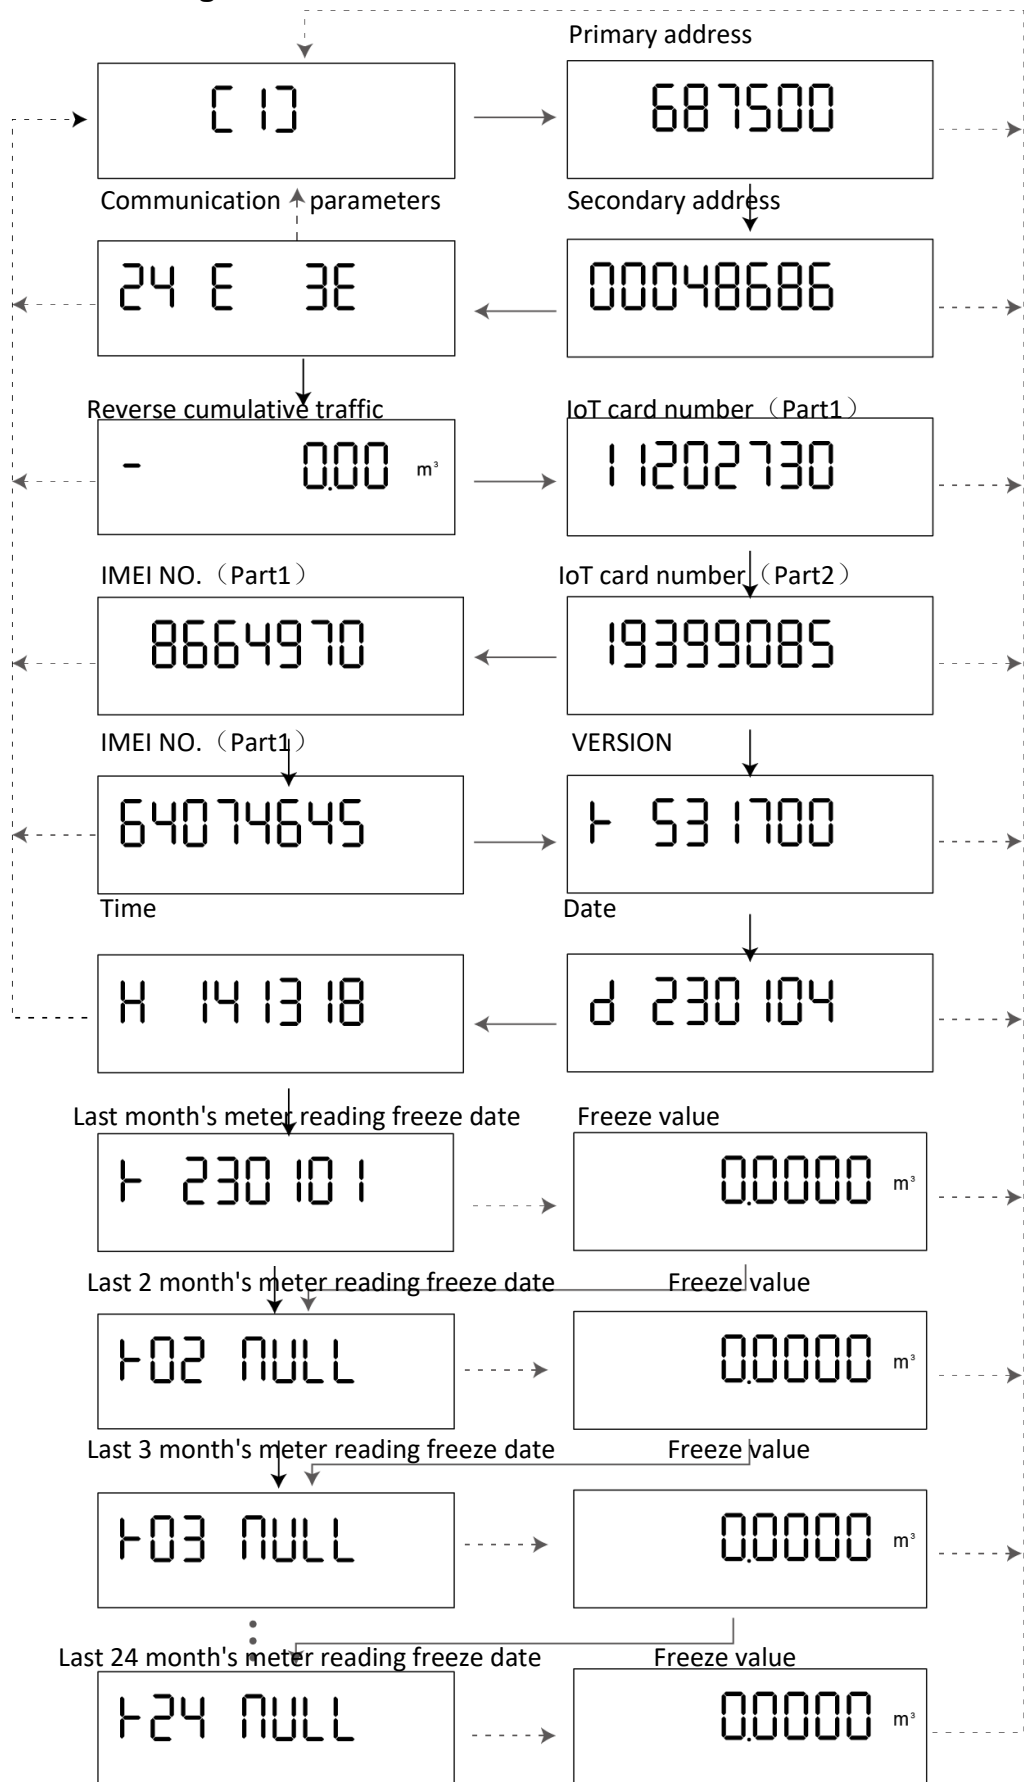 Primary address
[ 1]
687500
Communication parameters
Secondary address
24 E 3E
00048686
Reverse cumulative traffic
IoT card number（Part1）
- 0.00 m³
11202730
IMEI NO.（Part1）
IoT card number（Part2）
8664970
19399085
IMEI NO.（Part1）
VERSION
64074645
S31700
Time
Date
H 141318
d 230104
Last month's meter reading freeze date
Freeze value
230101
0.0000 m³
Last 2 month's meter reading freeze date
Freeze value
02 NULL
0.0000 m³
Last 3 month's meter reading freeze date
Freeze value
03 NULL
0.0000 m³
Last 24 month's meter reading freeze date
Freeze value
24 NULL
0.0000 m³